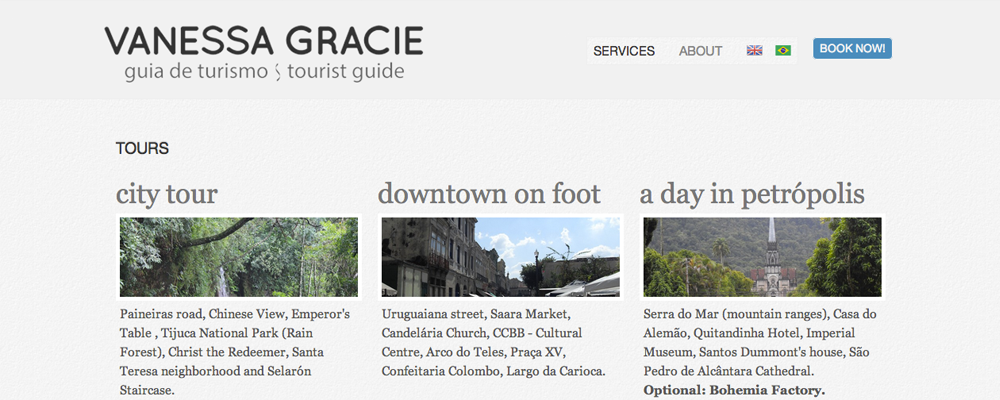 VANESSA GRACIE
guia de turismo tourist guide
SERVICES ABOUT BOOK NOW!
TOURS
city tour
Paineiras road, Chinese View, Emperor's
Table , Tijuca National Park (Rain
Forest), Christ the Redeemer, Santa
Teresa neighborhood and Selarón
Staircase.
downtown on foot
Uruguaiana street, Saara Market,
Candelária Church, CCBB - Cultural
Centre, Arco do Teles, Praça XV,
Confeitaria Colombo, Largo da Carioca.
a day in petrópolis
Serra do Mar (mountain ranges), Casa do
Alemão, Quitandinha Hotel, Imperial
Museum, Santos Dummont's house, São
Pedro de Alcântara Cathedral.
Optional: Bohemia Factory.